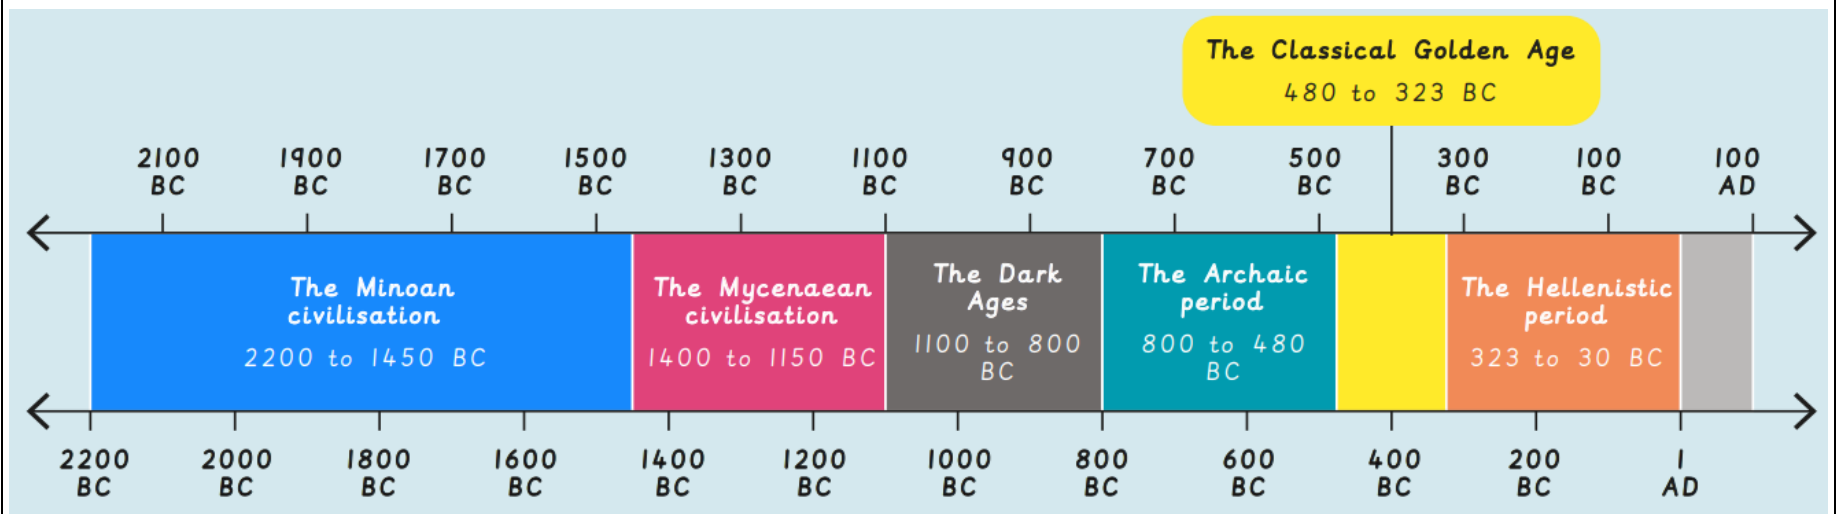 The Classical Golden Age
480 to 323 BC
2100 1900 1700 1500 1300 1100 900 700 500 300 100 100
BC BC BC BC BC BC BC BC BC BC BC AD
The Minoan
civilisation
2200 to 1450 BC
The Mycenaean
civilisation
1400 to 1150 BC
The Dark
Ages
1100 to 800
BC
The Archaic
period
800 to 480
BC
The Hellenistic
period
323 to 30 BC
2200 2000 1800 1600 1400 1200 1000 800 600 400 200 1
BC BC BC BC BC BC BC BC BC BC BC AD